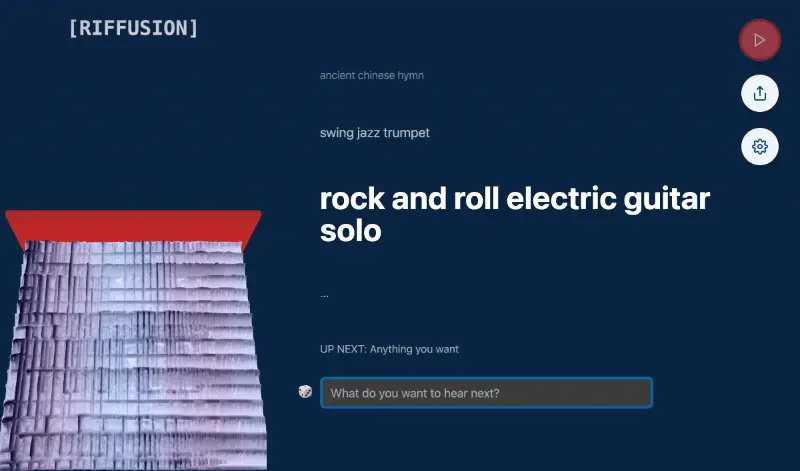 [RIFFUSION]
ancient chinese hymn
swing jazz trumpet
rock and roll electric guitar
solo
...
UP NEXT: Anything you want
What do you want to hear next?